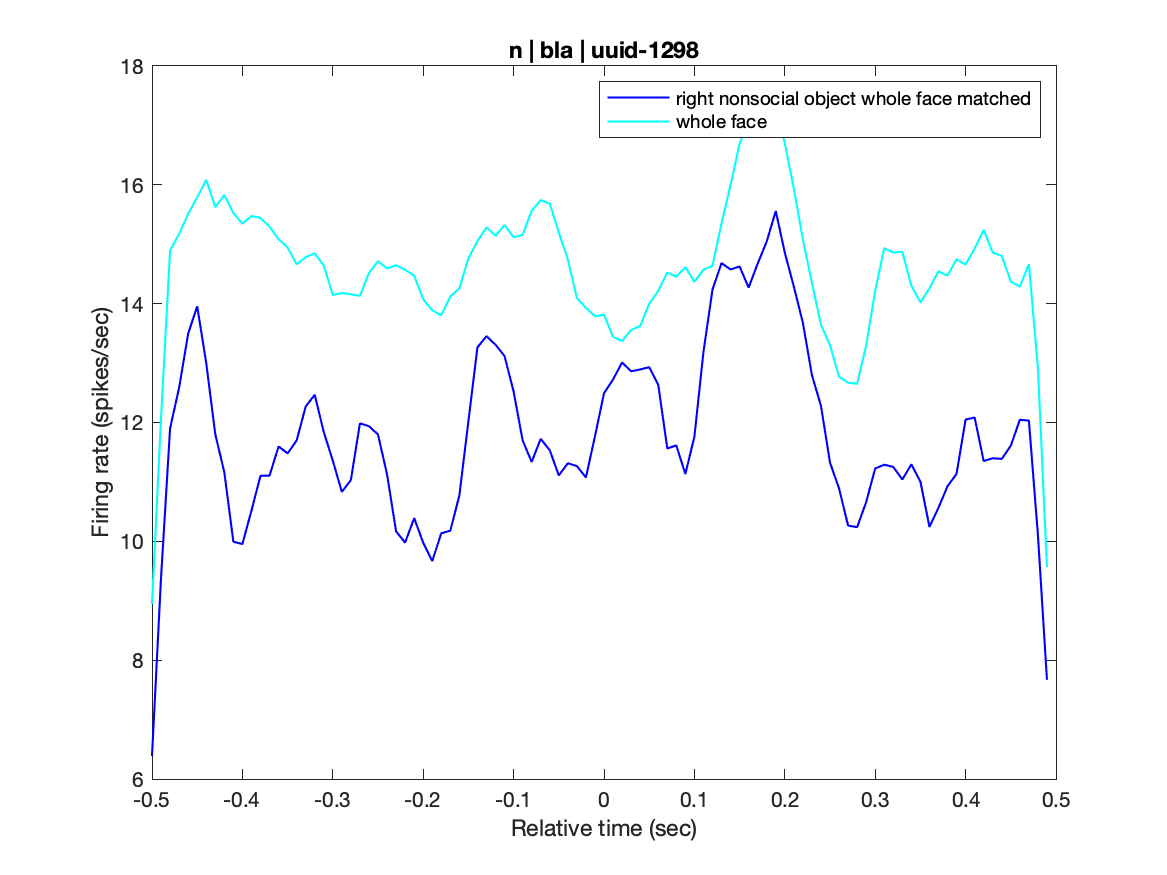 n | bla | uuid-1298
18
right nonsocial object whole face matched
whole face
16
14
12
10
8
6
Firing rate (spikes/sec)
-0.5 -0.4 -0.3 -0.2 -0.1 0 0.1 0.2 0.3 0.4 0.5
Relative time (sec)